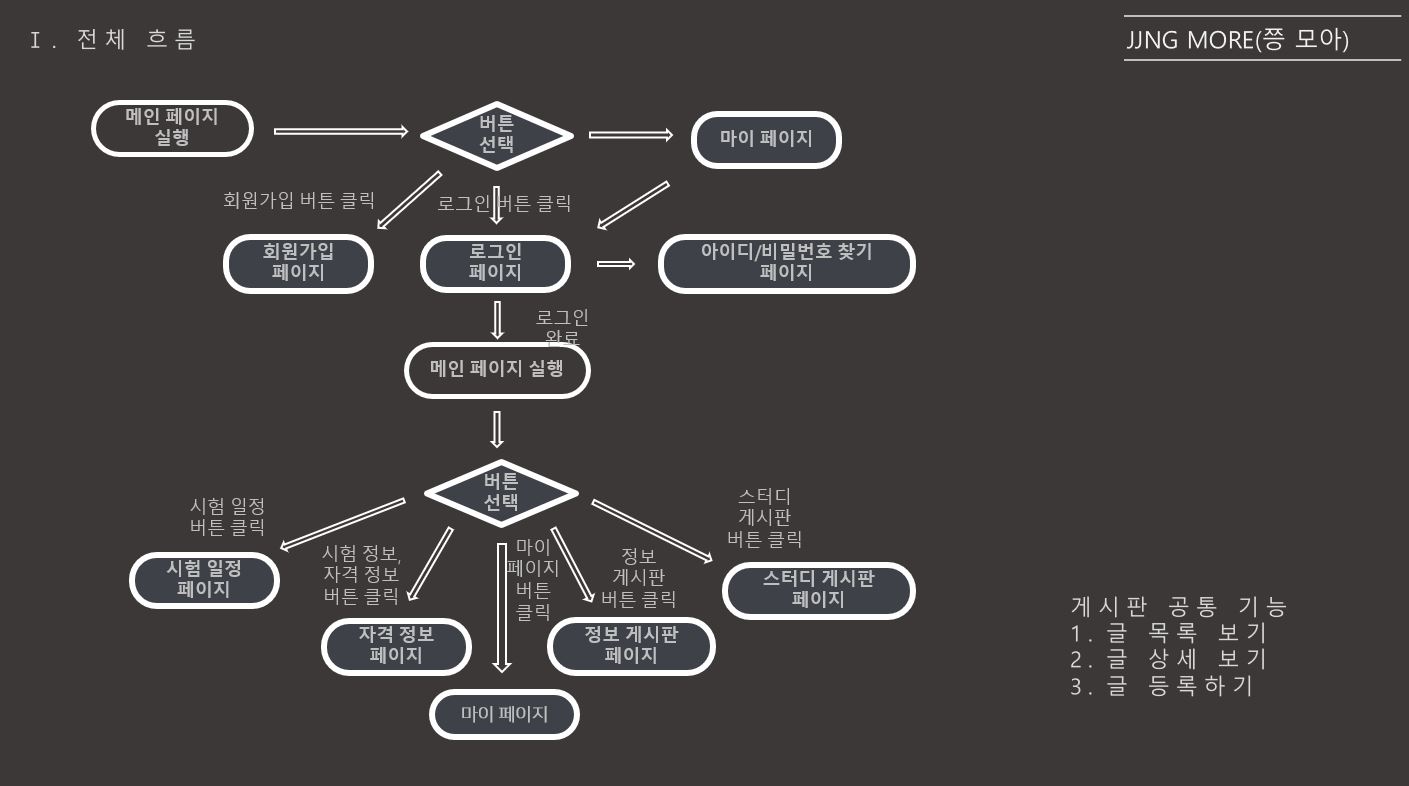 I. 전체 흐름
JJNG MORE(쯩 모아)
메인 페이지
실행
버튼
선택
마이 페이지
회원가입 버튼 클릭
로그인 버튼 클릭
회원가입
페이지
로그인
페이지
아이디/비밀번호 찾기
페이지
로그인
완료
메인 페이지 실행
버튼
선택
시험 일정
버튼 클릭
시험 정보,
자격 정보
버튼 클릭
마이
페이지
버튼
클릭
정보
게시판
버튼 클릭
스터디
게시판
버튼 클릭
시험 일정
페이지
자격 정보
페이지
정보 게시판
페이지
스터디 게시판
페이지
마이 페이지
게시판 공통 기능
1. 글 목록 보기
2. 글 상세 보기
3. 글 등록하기